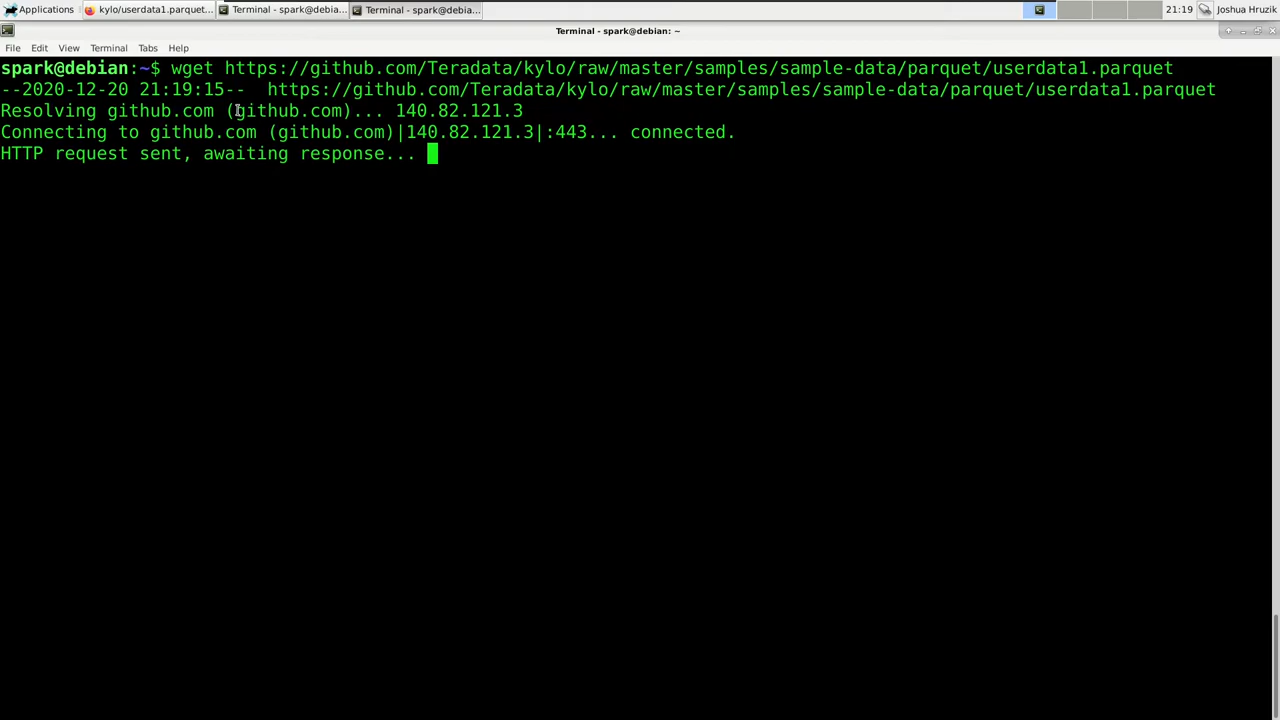 Applications kylo/userdata1.parquet... Terminal - spark@debia... Terminal - spark@debia... 21:19 Joshua Hruzik
Terminal - spark@debian: ~
File Edit View Terminal Tabs Help
spark@debian:~$ wget https://github.com/Teradata/kylo/raw/master/samples/sample-data/parquet/userdata1.parquet
--2020-12-20 21:19:15--  https://github.com/Teradata/kylo/raw/master/samples/sample-data/parquet/userdata1.parquet
Resolving github.com (github.com)... 140.82.121.3
Connecting to github.com (github.com)|140.82.121.3|:443... connected.
HTTP request sent, awaiting response...